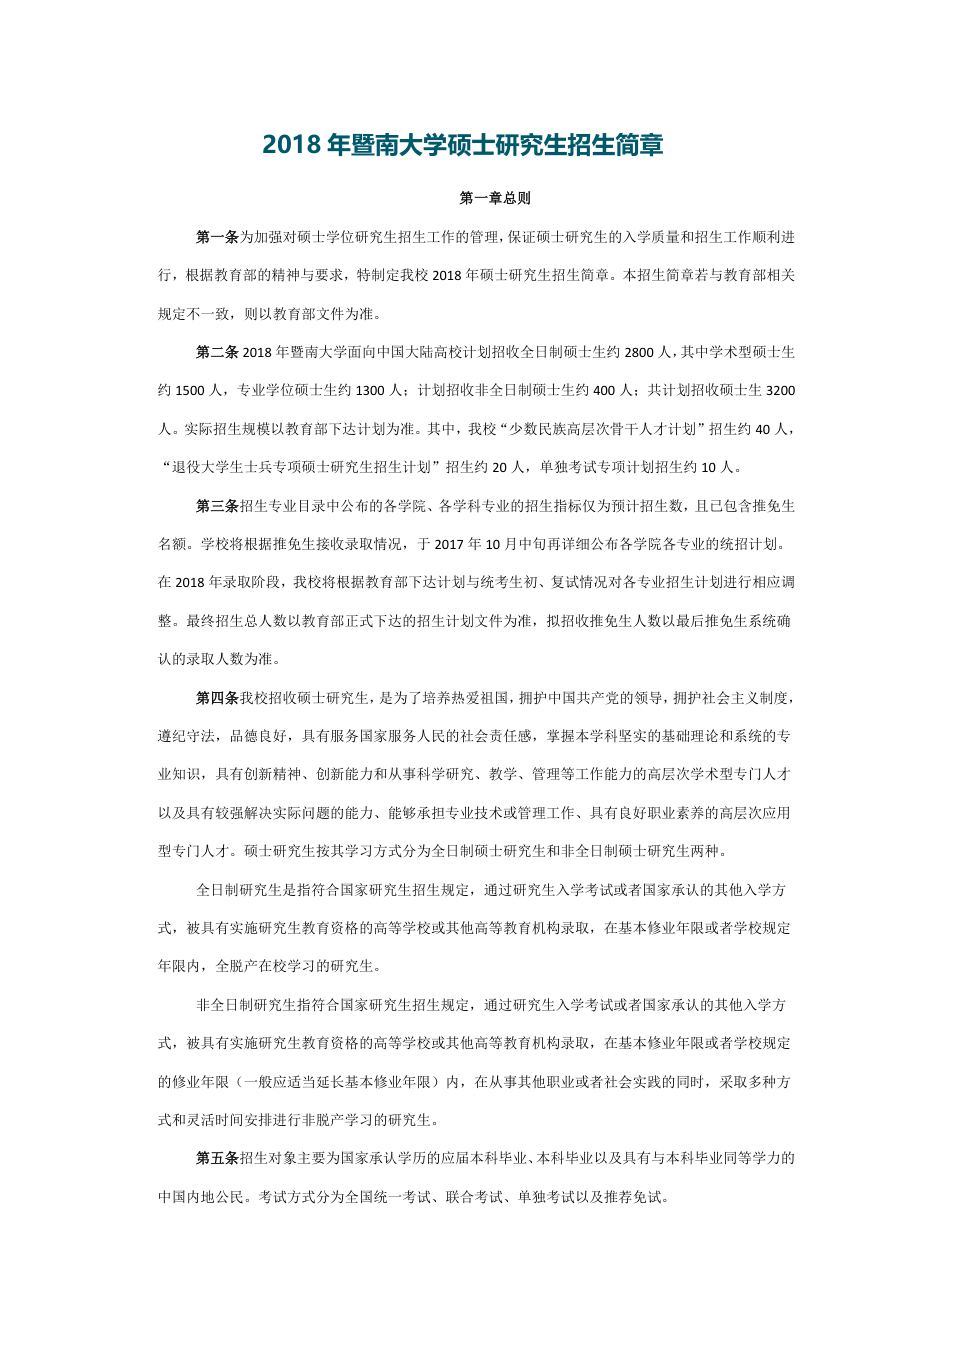 2018 年暨南大学硕士研究生招生简章
第一章总则
第一条为加强对硕士学位研究生招生工作的管理，保证硕士研究生的入学质量和招生工作顺利进
行，根据教育部的精神与要求，特制定我校 2018 年硕士研究生招生简章。本招生简章若与教育部相关
规定不一致，则以教育部文件为准。
第二条 2018 年暨南大学面向中国大陆高校计划招收全日制硕士生约 2800 人，其中学术型硕士生
约 1500 人，专业学位硕士生约 1300 人；计划招收非全日制硕士生约 400 人；共计划招收硕士生 3200
人。实际招生规模以教育部下达计划为准。其中，我校“少数民族高层次骨干人才计划”招生约 40 人，
“退役大学生士兵专项硕士研究生招生计划”招生约 20 人，单独考试专项计划招生约 10 人。
第三条招生专业目录中公布的各学院、各学科专业的招生指标仅为预计招生数，且已包含推免生
名额。学校将根据推免生接收录取情况，于 2017 年 10 月中旬再详细公布各学院各专业的统招计划。
在 2018 年录取阶段，我校将根据教育部下达计划与统考生初、复试情况对各专业招生计划进行相应调
整。最终招生总人数以教育部正式下达的招生计划文件为准，拟招收推免生人数以最后推免生系统确
认的录取人数为准。
第四条我校招收硕士研究生，是为了培养热爱祖国，拥护中国共产党的领导，拥护社会主义制度，
遵纪守法，品德良好，具有服务国家服务人民的社会责任感，掌握本学科坚实的基础理论和系统的专
业知识，具有创新精神、创新能力和从事科学研究、教学、管理等工作能力的高层次学术型专门人才
以及具有较强解决实际问题的能力、能够承担专业技术或管理工作、具有良好职业素养的高层次应用
型专门人才。硕士研究生按其学习方式分为全日制硕士研究生和非全日制硕士研究生两种。
全日制研究生是指符合国家研究生招生规定，通过研究生入学考试或者国家承认的其他入学方
式，被具有实施研究生教育资格的高等学校或其他高等教育机构录取，在基本修业年限或者学校规定
年限内，全脱产在校学习的研究生。
非全日制研究生指符合国家研究生招生规定，通过研究生入学考试或者国家承认的其他入学方
式，被具有实施研究生教育资格的高等学校或其他高等教育机构录取，在基本修业年限或者学校规定
的修业年限（一般应适当延长基本修业年限）内，在从事其他职业或者社会实践的同时，采取多种方
式和灵活时间安排进行非脱产学习的研究生。
第五条招生对象主要为国家承认学历的应届本科毕业、本科毕业以及具有与本科毕业同等学力的
中国内地公民。考试方式分为全国统一考试、联合考试、单独考试以及推荐免试。